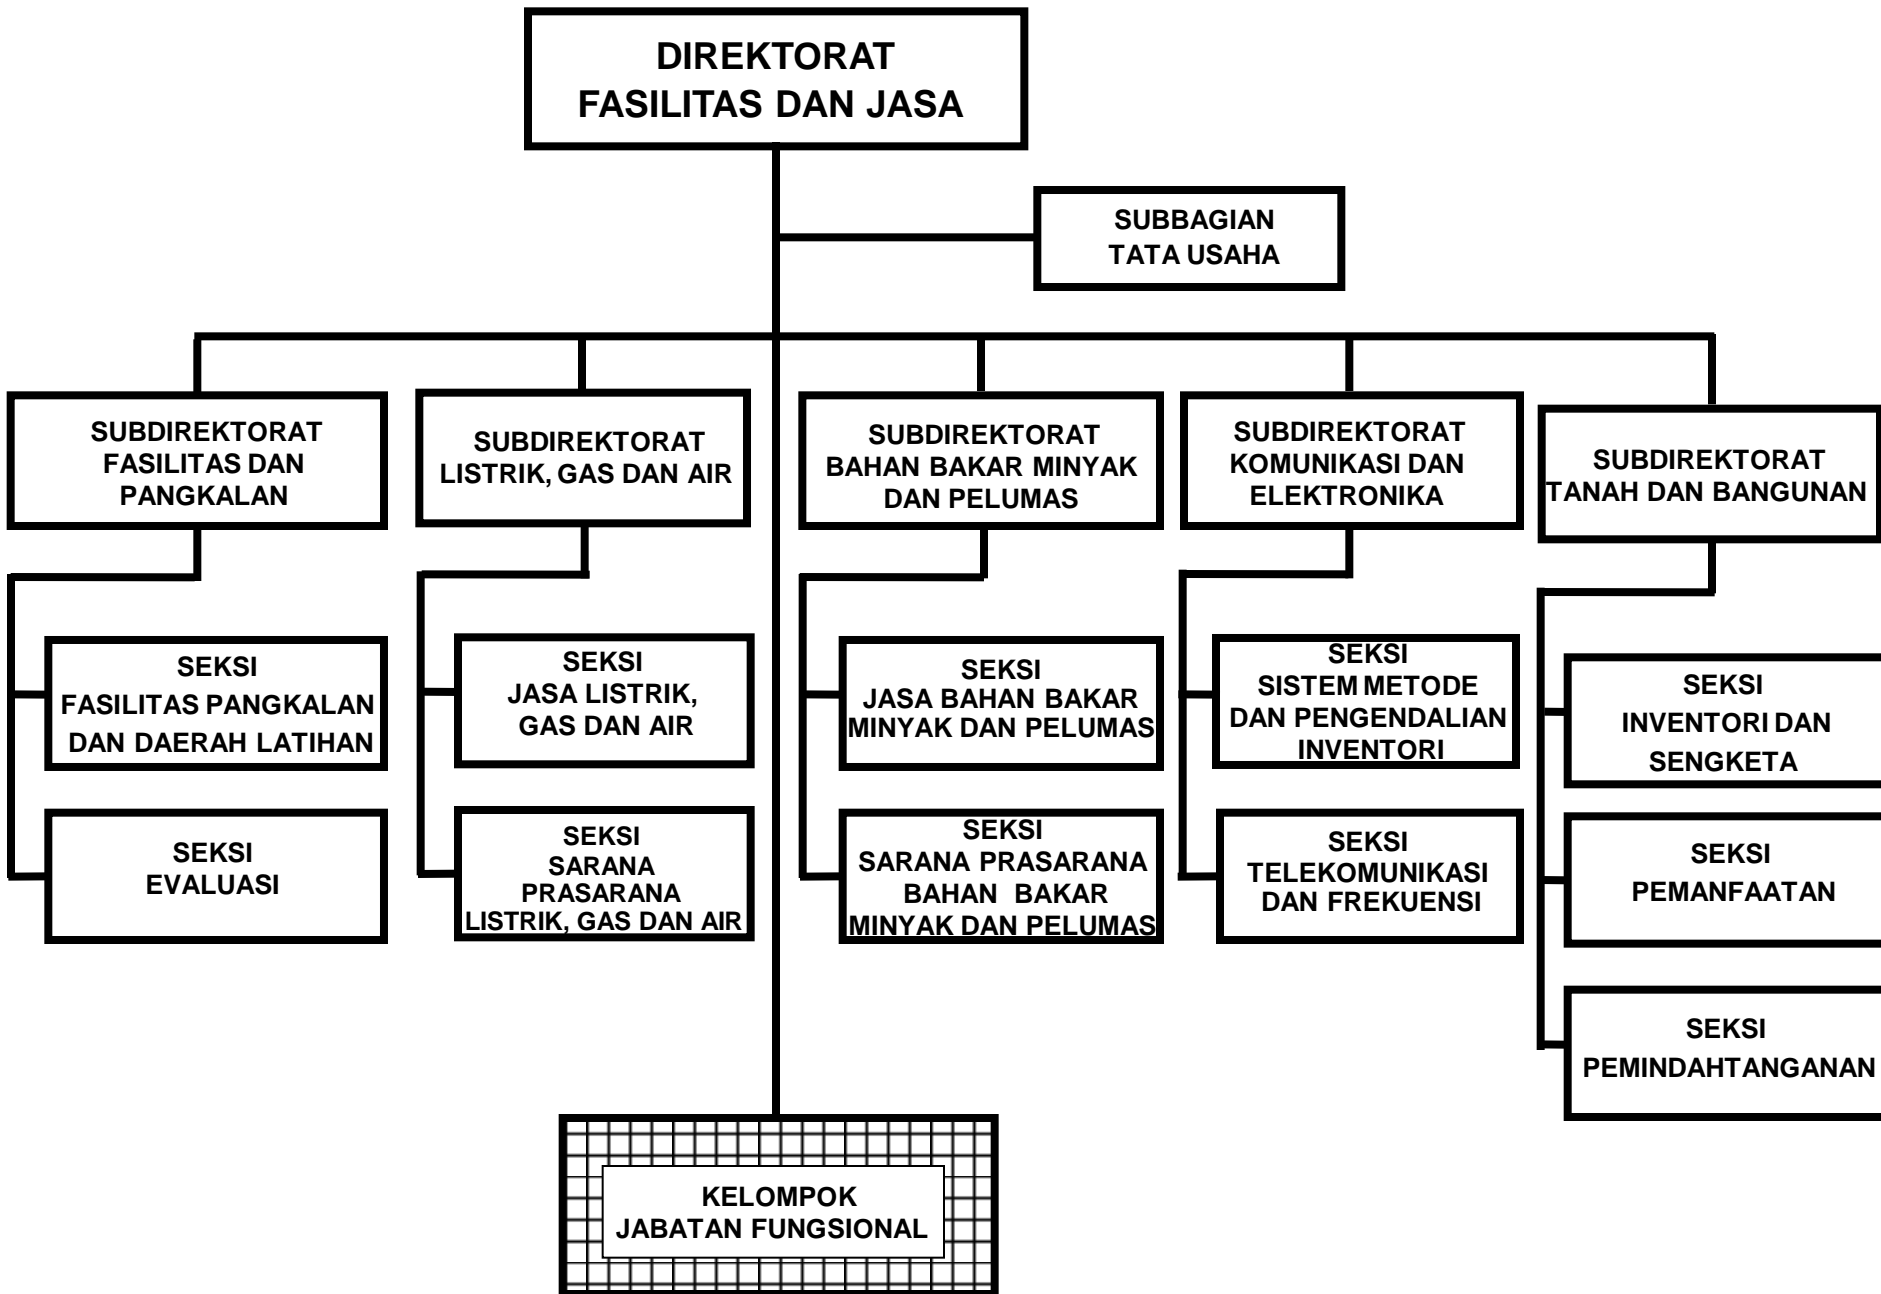 DIREKTORAT
FASILITAS DAN JASA
SUBBAGIAN
TATA USAHA
SUBDIREKTORAT
FASILITAS DAN
PANGKALAN
SUBDIREKTORAT
LISTRIK, GAS DAN AIR
SUBDIREKTORAT
BAHAN BAKAR MINYAK
DAN PELUMAS
SUBDIREKTORAT
KOMUNIKASI DAN
ELEKTRONIKA
SUBDIREKTORAT
TANAH DAN BANGUNAN
SEKSI
FASILITAS PANGKALAN
DAN DAERAH LATIHAN
SEKSI
JASA LISTRIK,
GAS DAN AIR
SEKSI
JASA BAHAN BAKAR
MINYAK DAN PELUMAS
SEKSI
SISTEM METODE
DAN PENGENDALIAN
INVENTORI
SEKSI
INVENTORI DAN
SENGKETA
SEKSI
EVALUASI
SEKSI
SARANA
PRASARANA
LISTRIK, GAS DAN AIR
SEKSI
SARANA PRASARANA
BAHAN BAKAR
MINYAK DAN PELUMAS
SEKSI
TELEKOMUNIKASI
DAN FREKUENSI
SEKSI
PEMANFAATAN
SEKSI
PEMINDAHTANGANAN
KELOMPOK
JABATAN FUNGSIONAL